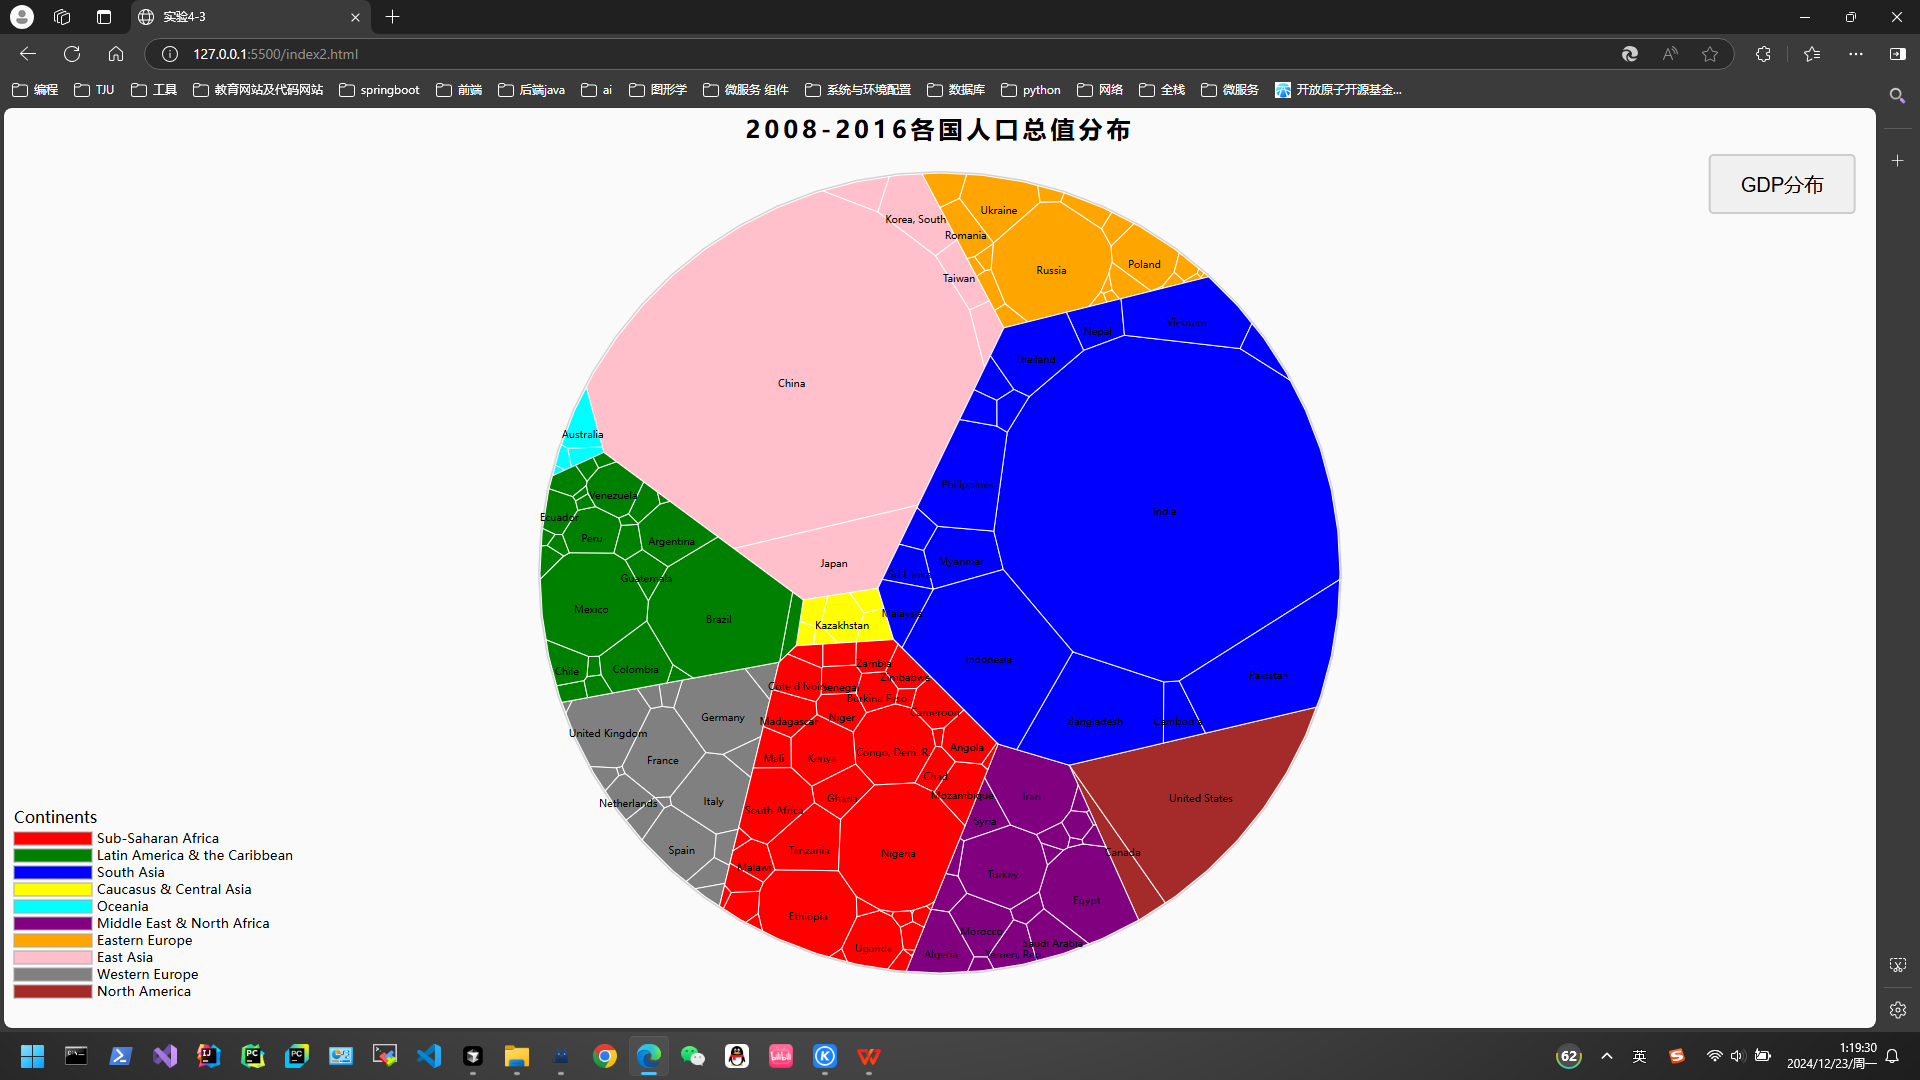 实验4-3
127.0.0.1:5500/index2.html
编程 TJU 工具 教育网站及代码网站 springboot 前端 后端java ai 图形学 微服务 组件 系统与环境配置 数据库 python 网络 全栈 微服务 开放原子开源基金...
2008-2016各国人口总值分布
GDP分布
Korea, South
Ukraine
Romania
Russia
Poland
Taiwan
Nepal
Vietnam
Thailand
China
Australia
Philippines
Venezuela
India
Ecuador
Peru
Argentina
Japan
Myanmar
Sri Lanka
Guatemala
Mexico
Brazil
Kazakhstan
Malaysia
Indonesia
Zambia
Chile
Colombia
Zimbabwe
Pakistan
Cote d'Ivoire
Senegal
Burkina Faso
Cameroon
Germany
Madagascar
Niger
Bangladesh
Cambodia
United Kingdom
Angola
France
Mali
Kenya
Congo, Dem. R.
Chad
Mozambique
Iran
United States
Netherlands
Italy
Ghana
South Africa
Syria
Spain
Tanzania
Nigeria
Canada
Malawi
Turkey
Egypt
Ethiopia
Morocco
Uganda
Saudi Arabia
Algeria
Yemen, Rep.
Continents
Sub-Saharan Africa
Latin America & the Caribbean
South Asia
Caucasus & Central Asia
Oceania
Middle East & North Africa
Eastern Europe
East Asia
Western Europe
North America
62
英
1:19:30
2024/12/23/周一